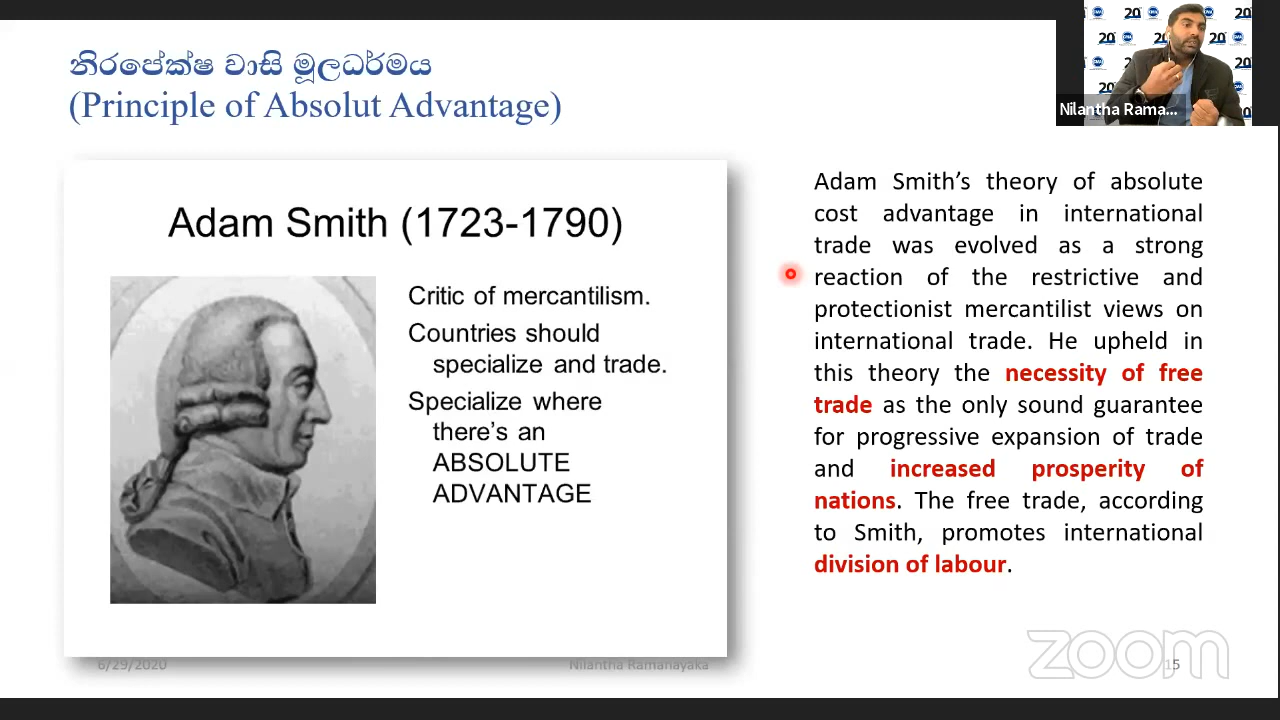 නිරපේක්ෂ වාසි මූලධර්මය
(Principle of Absolut Advantage)
Nilantha Rama...
Adam Smith (1723-1790)
Critic of mercantilism.
Countries should
specialize and trade.
Specialize where
there's an
ABSOLUTE
ADVANTAGE
Adam Smith’s theory of absolute
cost advantage in international
trade was evolved as a strong
reaction of the restrictive and
protectionist mercantilist views on
international trade. He upheld in
this theory the necessity of free
trade as the only sound guarantee
for progressive expansion of trade
and increased prosperity of
nations. The free trade, according
to Smith, promotes international
division of labour.
6/29/2020
Nilantha Ramanayaka
15
zoom